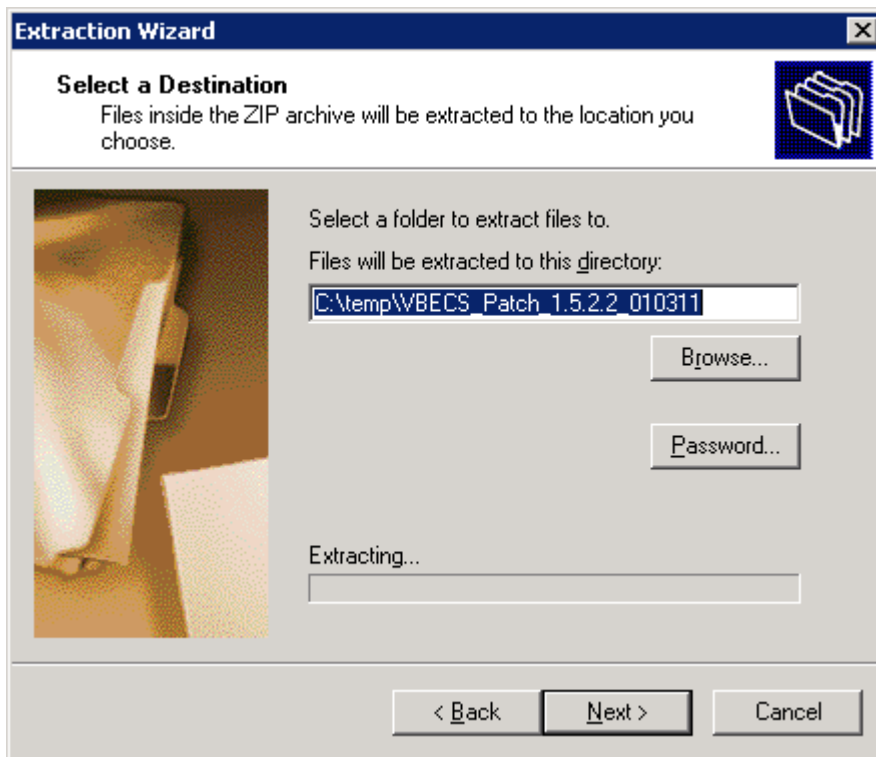 Extraction Wizard
Select a Destination
Files inside the ZIP archive will be extracted to the location you
choose.
Select a folder to extract files to.
Files will be extracted to this directory:
C:\temp\VBECS_Patch_1.5.2.2_010311
Browse...
Password...
Extracting...
< Back
Next >
Cancel